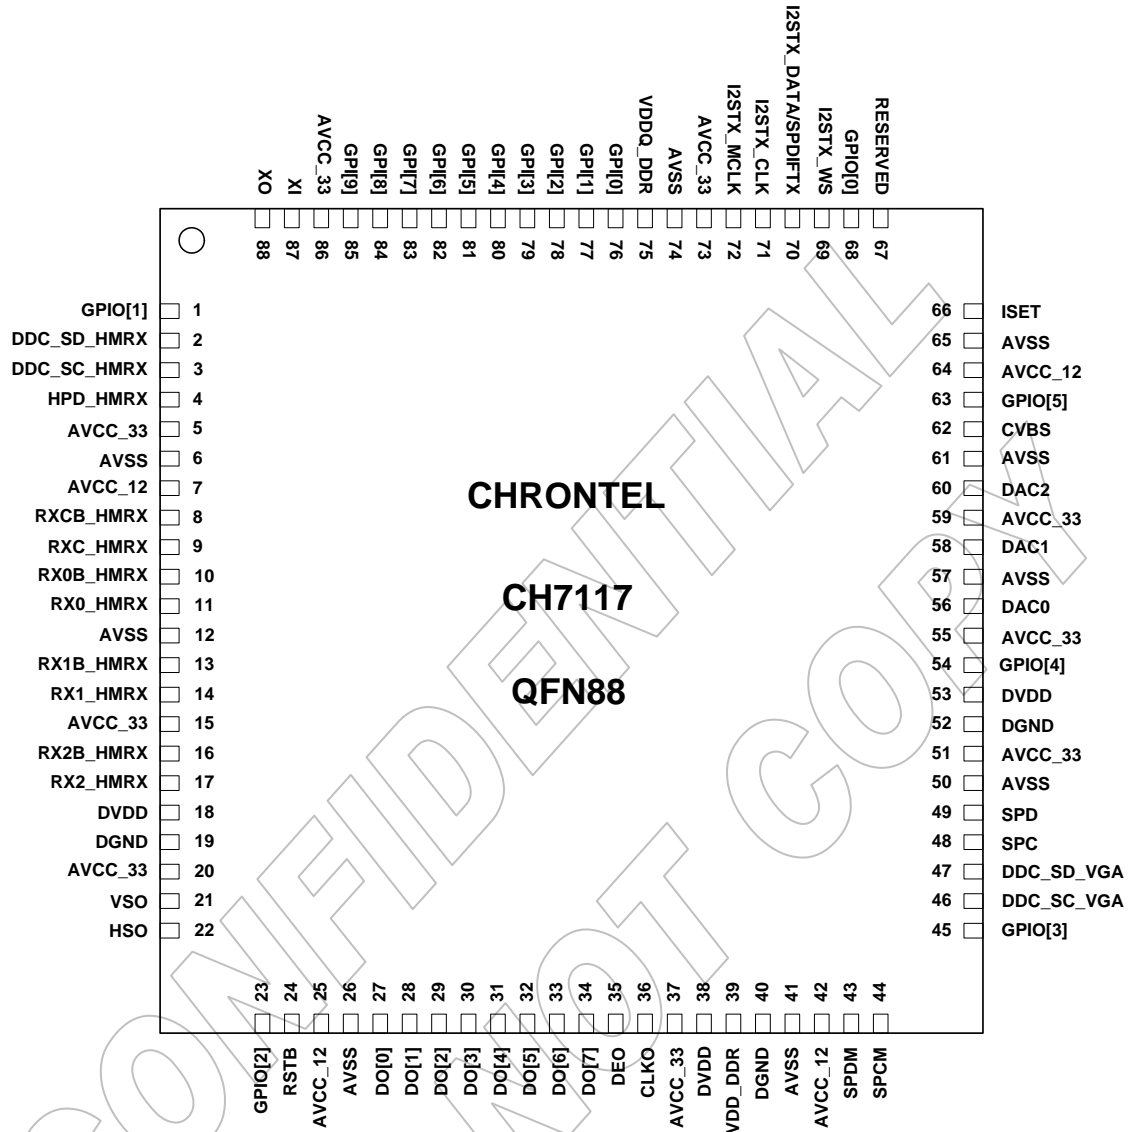 XO
XI
AVCC_33
GPI[9]
GPI[8]
GPI[7]
GPI[6]
GPI[5]
GPI[4]
GPI[3]
GPI[2]
GPI[1]
GPI[0]
VDDQ_DDR
AVSS
AVCC_33
I2STX_MCLK
I2STX_CLK
I2STX_DATA/SPDIFTX
I2STX_WS
GPIO[0]
RESERVED
88 87 86 85 84 83 82 81 80 79 78 77 76 75 74 73 72 71 70 69 68 67
GPIO[1] 1
DDC_SD_HMRX 2
DDC_SC_HMRX 3
HPD_HMRX 4
AVCC_33 5
AVSS 6
AVCC_12 7
RXCB_HMRX 8
RXC_HMRX 9
RX0B_HMRX 10
RX0_HMRX 11
AVSS 12
RX1B_HMRX 13
RX1_HMRX 14
AVCC_33 15
RX2B_HMRX 16
RX2_HMRX 17
DVDD 18
DGND 19
AVCC_33 20
VSO 21
HSO 22
CHRONTEL
CH7117
QFN88
66 ISET
65 AVSS
64 AVCC_12
63 GPIO[5]
62 CVBS
61 AVSS
60 DAC2
59 AVCC_33
58 DAC1
57 AVSS
56 DAC0
55 AVCC_33
54 GPIO[4]
53 DVDD
52 DGND
51 AVCC_33
50 AVSS
49 SPD
48 SPC
47 DDC_SD_VGA
46 DDC_SC_VGA
45 GPIO[3]
23 24 25 26 27 28 29 30 31 32 33 34 35 36 37 38 39 40 41 42 43 44
GPIO[2]
RSTB
AVCC_12
AVSS
DO[0]
DO[1]
DO[2]
DO[3]
DO[4]
DO[5]
DO[6]
DO[7]
DEO
CLKO
AVCC_33
DVDD
VDD_DDR
DGND
AVSS
AVCC_12
SPDM
SPCM
CONFIDENTIAL
NOT COPY